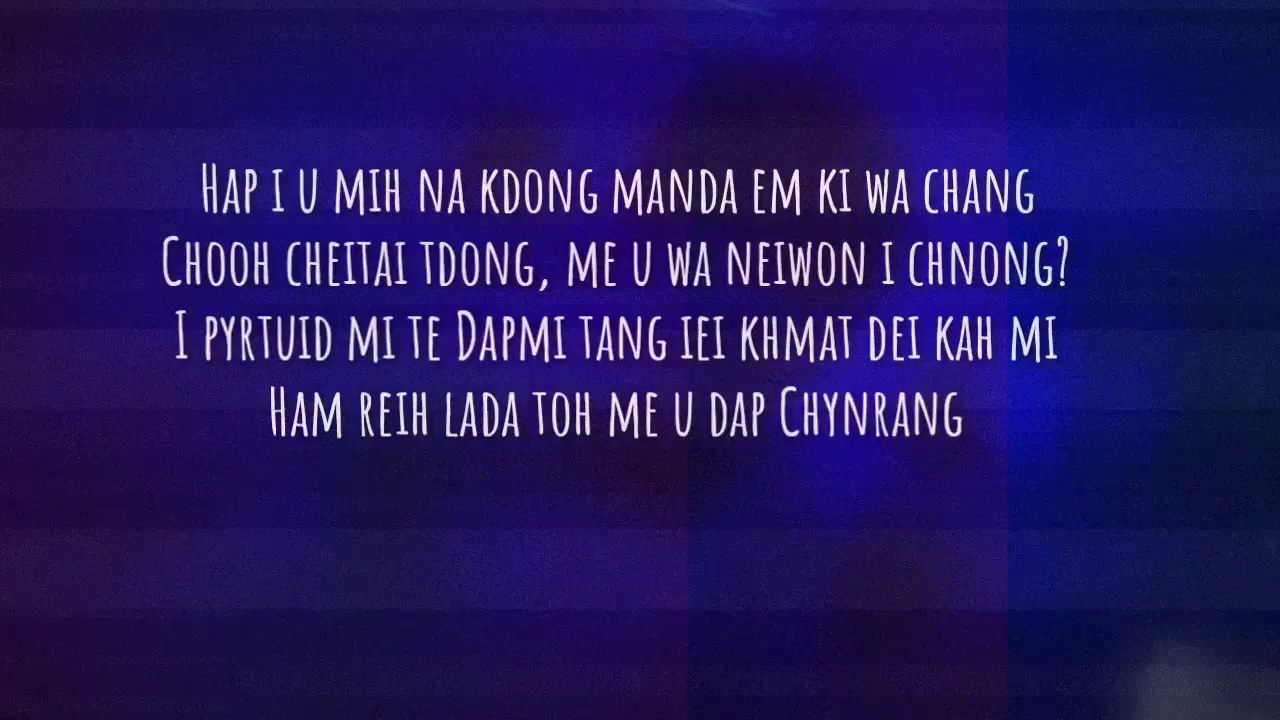 Hap i u mih na kdong manda em ki wa chang
Chooh cheitai tdong, me u wa neiwon i chnong?
I pyrtuid mi te Dapmi tang iei khmat dei kah mi
Ham reih lada toh me u dap Chynrang